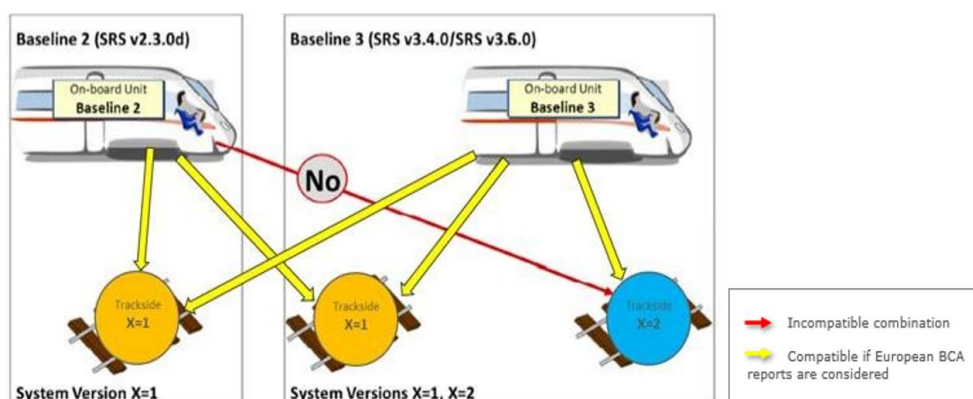 Baseline 2 (SRS v2.3.0d)
Baseline 3 (SRS v3.4.0/SRS v3.6.0)
On-board Unit
Baseline 2
On-board Unit
Baseline 3
No
Trackside
X=1
Trackside
X=1
Trackside
X=2
System Version X=1
System Versions X=1, X=2
Incompatible combination
Compatible if European BCA
reports are considered